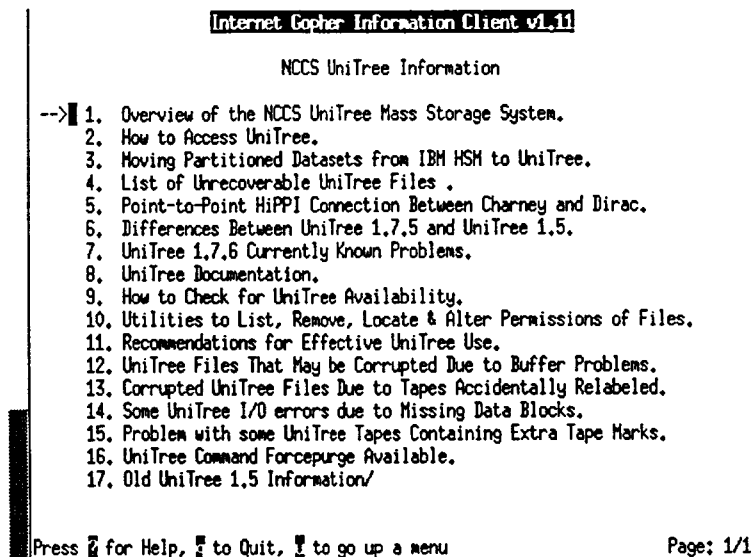 Internet Gopher Information Client v1.11
NCCS UniTree Information
--> 1. Overview of the NCCS UniTree Mass Storage System.
2. How to Access UniTree.
3. Moving Partitioned Datasets from IBM HSM to UniTree.
4. List of Unrecoverable UniTree Files .
5. Point-to-Point HiPPI Connection Between Charney and Dirac.
6. Differences Between UniTree 1.7.5 and UniTree 1.5.
7. UniTree 1.7.6 Currently Known Problems.
8. UniTree Documentation.
9. How to Check for UniTree Availability.
10. Utilities to List, Remove, Locate & Alter Permissions of Files.
11. Recommendations for Effective UniTree Use.
12. UniTree Files That May be Corrupted Due to Buffer Problems.
13. Corrupted UniTree Files Due to Tapes Accidentally Relabeled.
14. Some UniTree I/O errors due to Missing Data Blocks.
15. Problem with some UniTree Tapes Containing Extra Tape Marks.
16. UniTree Command Forcepurge Available.
17. Old UniTree 1.5 Information/
Press ? for Help, to Quit, to go up a menu Page: 1/1